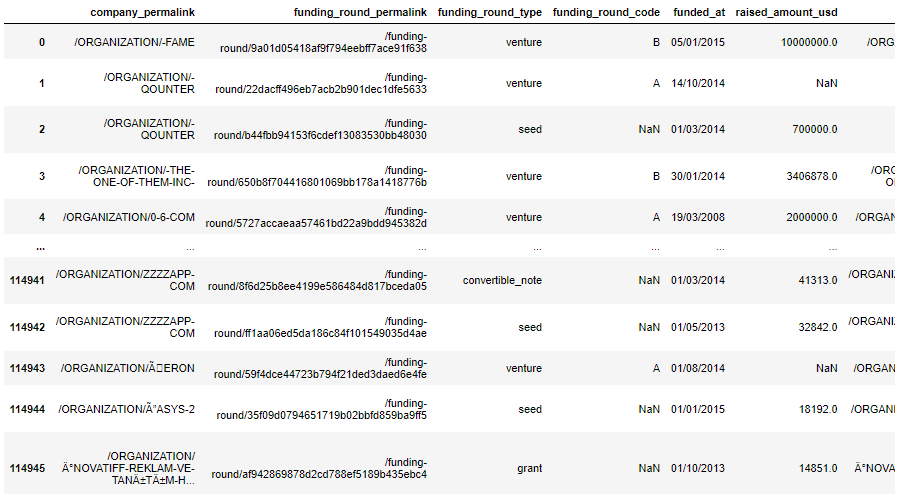 company_permalink funding_round_permalink funding_round_type funding_round_code funded_at raised_amount_usd
0 /ORGANIZATION/-FAME /funding-round/9a01d05418af9f794eebff7ace91f638 venture B 05/01/2015 10000000.0 /ORG
1 /ORGANIZATION/-QOUNTER /funding-round/22dacff496eb7acb2b901dec1dfe5633 venture A 14/10/2014 NaN
2 /ORGANIZATION/-QOUNTER /funding-round/b44fbb94153f6cdef13083530bb48030 seed NaN 01/03/2014 700000.0
3 /ORGANIZATION/-THE-ONE-OF-THEM-INC- /funding-round/650b8f704416801069bb178a1418776b venture B 30/01/2014 3406878.0 /ORG
4 /ORGANIZATION/0-6-COM /funding-round/5727accaeaa57461bd22a9bdd945382d venture A 19/03/2008 2000000.0 /ORGAN
... ... ... ... ... ... ...
114941 /ORGANIZATION/ZZZZAPP-COM /funding-round/8f6d25b8ee4199e586484d817bceda05 convertible_note NaN 01/03/2014 41313.0 /ORGANI
114942 /ORGANIZATION/ZZZZAPP-COM /funding-round/ff1aa06ed5da186c84f101549035d4ae seed NaN 01/05/2013 32842.0 /ORGANI
114943 /ORGANIZATION/Ã�ERON /funding-round/59f4dce44723b794f21ded3daed6e4fe venture A 01/08/2014 NaN /ORGAN
114944 /ORGANIZATION/Ã”ASYS-2 /funding-round/35f09d0794651719b02bbfd859ba9ff5 seed NaN 01/01/2015 18192.0 /ORGANI
114945 /ORGANIZATION/Ä°NOVATIFF-REKLAM-VE-TANÄ±TÄ±M-H... /funding-round/af942869878d2cd788ef5189b435ebc4 grant NaN 01/10/2013 14851.0 Ä°NOVA